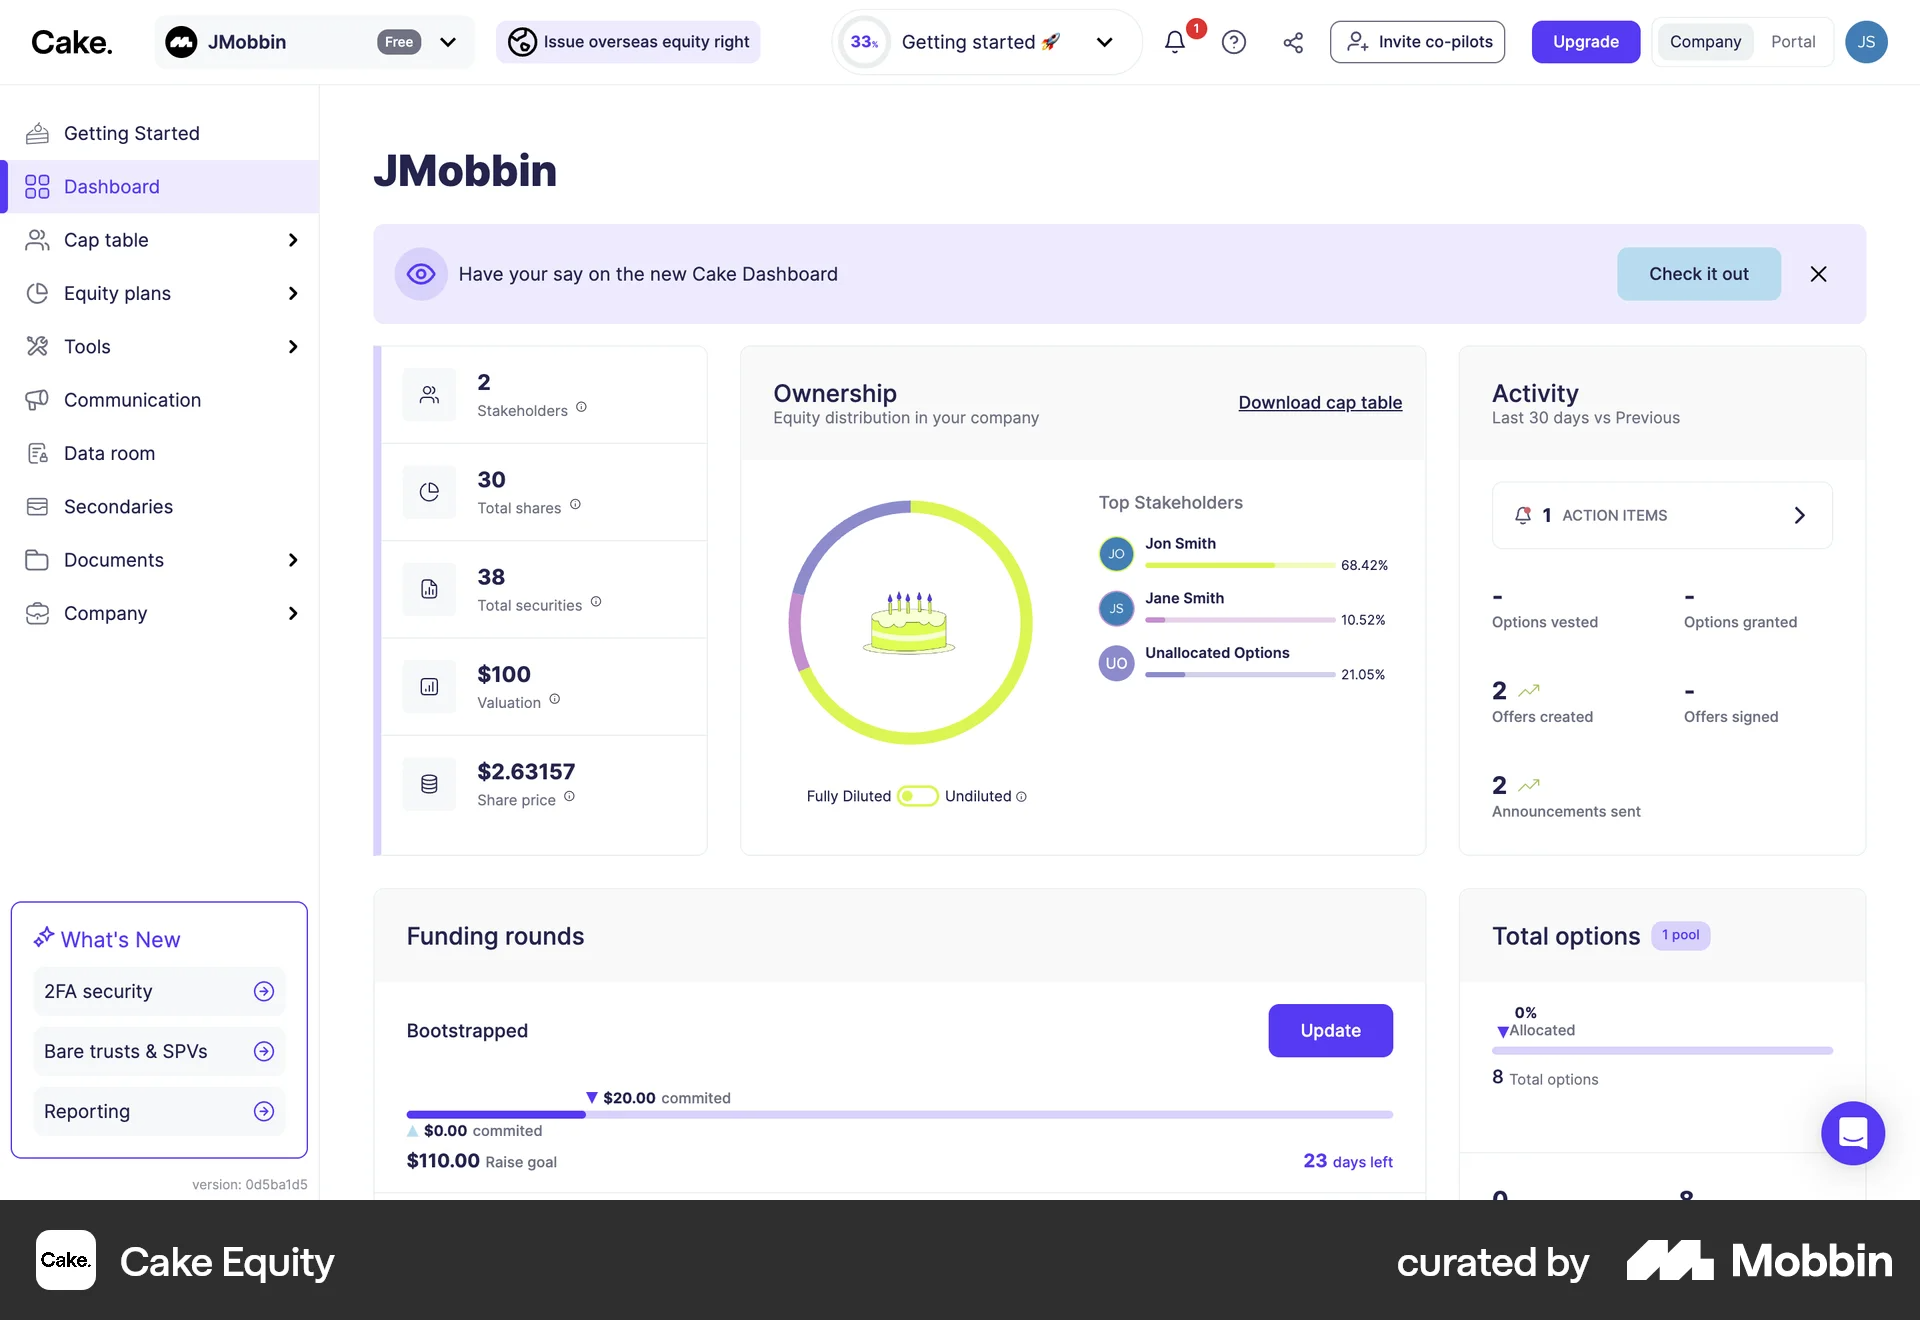 Cake.
JMobbin
Free
Issue overseas equity right
33%
Getting started 🚀
1
Invite co-pilots
Upgrade
Company
Portal
JS
Getting Started
Dashboard
Cap table
Equity plans
Tools
Communication
Data room
Secondaries
Documents
Company
What's New
2FA security
Bare trusts & SPVs
Reporting
version: 0d5ba1d5
JMobbin
Have your say on the new Cake Dashboard
Check it out
2
Stakeholders
30
Total shares
38
Total securities
$100
Valuation
$2.63157
Share price
Ownership
Equity distribution in your company
Download cap table
Top Stakeholders
JO
Jon Smith
68.42%
JS
Jane Smith
10.52%
UO
Unallocated Options
21.05%
Fully Diluted
Undiluted
Activity
Last 30 days vs Previous
1 ACTION ITEMS
-
Options vested
-
Options granted
2
Offers created
-
Offers signed
2
Announcements sent
Funding rounds
Bootstrapped
Update
$20.00 commited
$0.00 commited
$110.00 Raise goal
23 days left
Total options
1 pool
0%
Allocated
8 Total options
Cake.
Cake Equity
curated by
Mobbin